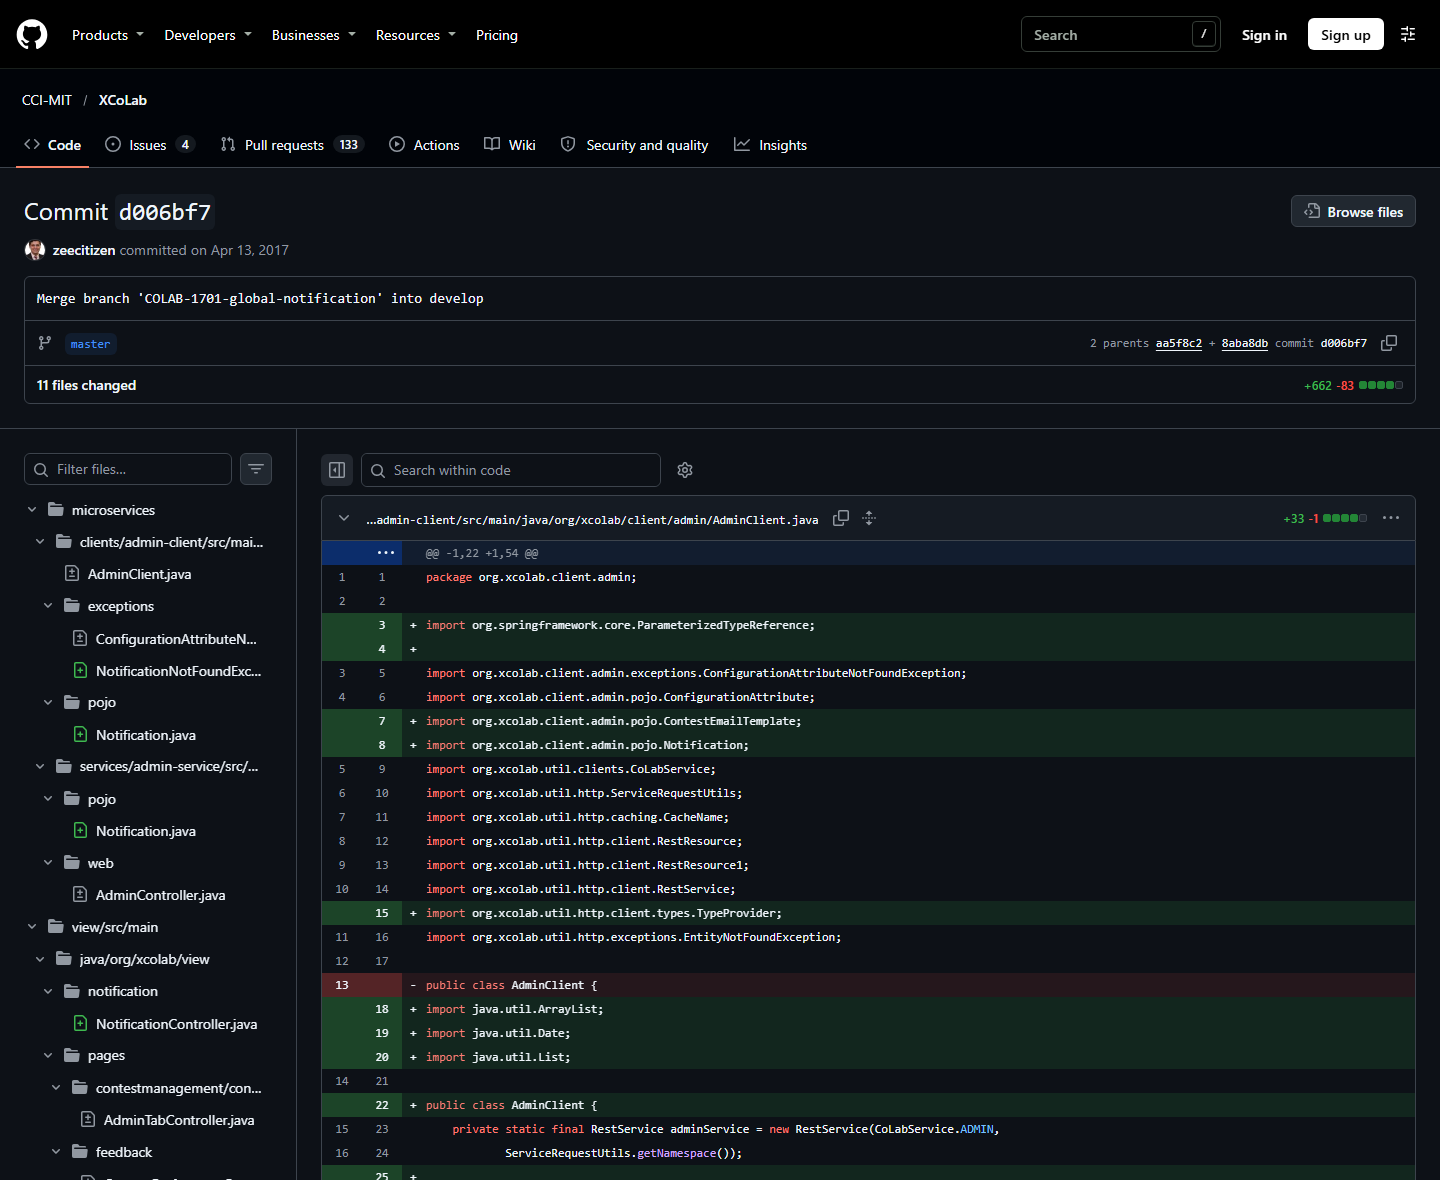 Products Developers Businesses Resources Pricing Search / Sign in Sign up
CCI-MIT / XCoLab
Code Issues 4 Pull requests 133 Actions Wiki Security and quality Insights
Commit d006bf7 Browse files
zeecitizen committed on Apr 13, 2017
Merge branch 'COLAB-1701-global-notification' into develop
master 2 parents aa5f8c2 + 8aba8db commit d006bf7
11 files changed +662 -83
Filter files...
microservices
clients/admin-client/src/mai...
AdminClient.java
exceptions
ConfigurationAttributeN...
NotificationNotFoundExc...
pojo
Notification.java
services/admin-service/src/...
pojo
Notification.java
web
AdminController.java
view/src/main
java/org/xcolab/view
notification
NotificationController.java
pages
contestmanagement/con...
AdminTabController.java
feedback
Search within code
...admin-client/src/main/java/org/xcolab/client/admin/AdminClient.java +33 -1
@@ -1,22 +1,54 @@
1 1 package org.xcolab.client.admin;
2 2
3 + import org.springframework.core.ParameterizedTypeReference;
4 +
3 5 import org.xcolab.client.admin.exceptions.ConfigurationAttributeNotFoundException;
4 6 import org.xcolab.client.admin.pojo.ConfigurationAttribute;
7 + import org.xcolab.client.admin.pojo.ContestEmailTemplate;
8 + import org.xcolab.client.admin.pojo.Notification;
5 9 import org.xcolab.util.clients.CoLabService;
6 10 import org.xcolab.util.http.ServiceRequestUtils;
7 11 import org.xcolab.util.http.caching.CacheName;
8 12 import org.xcolab.util.http.client.RestResource;
9 13 import org.xcolab.util.http.client.RestResource1;
10 14 import org.xcolab.util.http.client.RestService;
15 + import org.xcolab.util.http.client.types.TypeProvider;
11 16 import org.xcolab.util.http.exceptions.EntityNotFoundException;
12 17
13 - public class AdminClient {
18 + import java.util.ArrayList;
19 + import java.util.Date;
20 + import java.util.List;
14 21
22 + public class AdminClient {
15 23 private static final RestService adminService = new RestService(CoLabService.ADMIN,
16 24 ServiceRequestUtils.getNamespace());
25 +